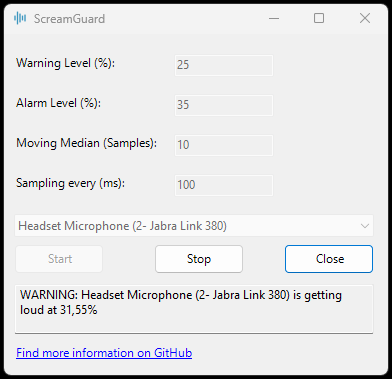 ScreamGuard
Warning Level (%): 25
Alarm Level (%): 35
Moving Median (Samples): 10
Sampling every (ms): 100
Headset Microphone (2- Jabra Link 380)
Start Stop Close
WARNING: Headset Microphone (2- Jabra Link 380) is getting
loud at 31,55%
Find more information on GitHub